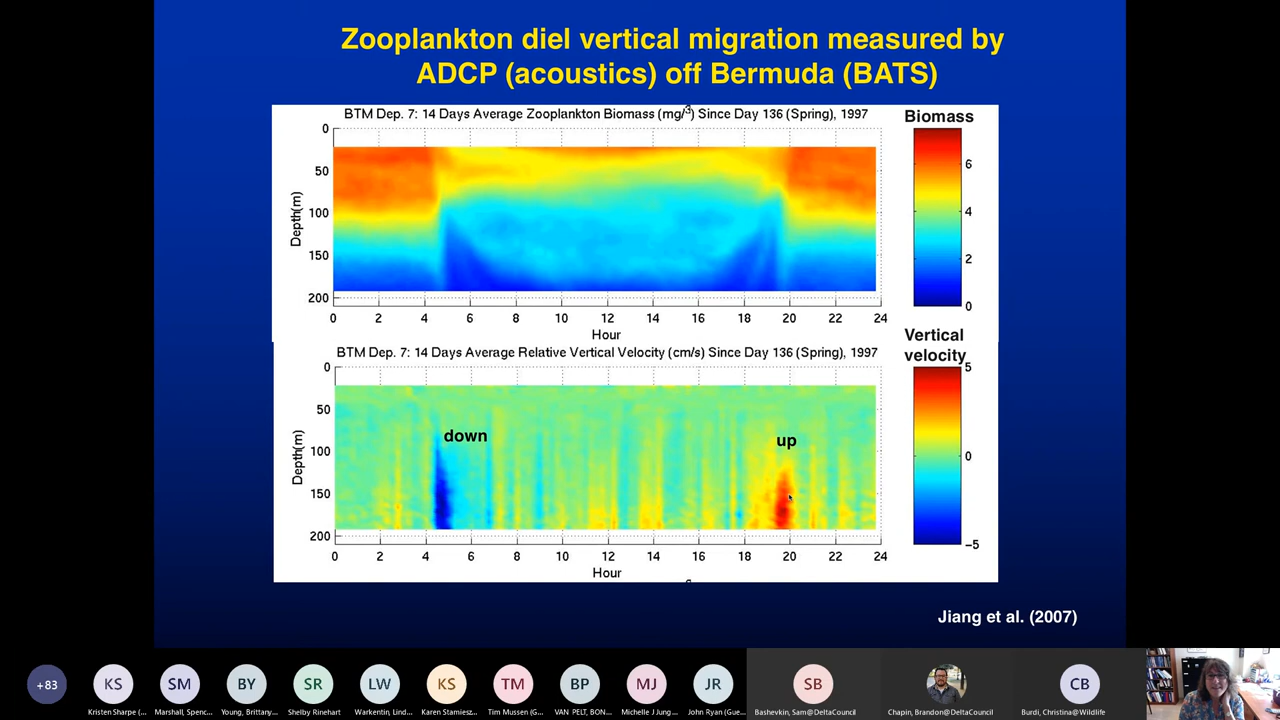 Zooplankton diel vertical migration measured by
ADCP (acoustics) off Bermuda (BATS)
BTM Dep. 7: 14 Days Average Zooplankton Biomass (mg/3) Since Day 136 (Spring), 1997
Biomass
0
50
100
150
200
Depth(m)
0 2 4 6 8 10 12 14 16 18 20 22 24
Hour
6
4
2
0
BTM Dep. 7: 14 Days Average Relative Vertical Velocity (cm/s) Since Day 136 (Spring), 1997
Vertical
velocity
0
50
100
150
200
Depth(m)
down
up
0 2 4 6 8 10 12 14 16 18 20 22 24
Hour
5
0
−5
Jiang et al. (2007)
+83 KS SM BY SR LW KS TM BP MJ JR SB CB
Kristen Sharpe (... Marshall, Spenc... Young, Brittany... Shelby Rinehart Warkentin, Lind... Karen Stamiesz... Tim Mussen (G... VAN PELT, BON... Michelle J Jung... John Ryan (Gue... Bashevkin, Sam@DeltaCouncil Chapin, Brandon@DeltaCouncil Burdi, Christina@Wildlife